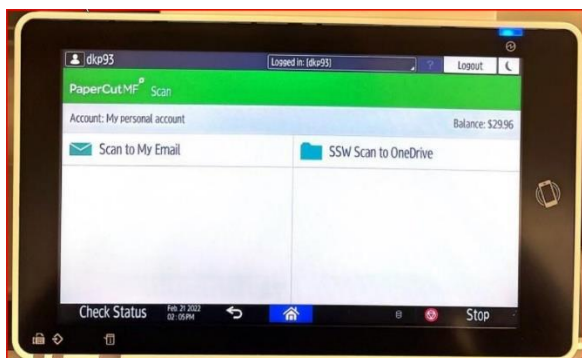 dkp93 Logged in: [dkp93) ? Logout
PaperCutMF Scan
Account: My personal account Balance: $29.96
Scan to My Email SSW Scan to OneDrive
Check Status Feb. 21 2022 02:05PM Stop